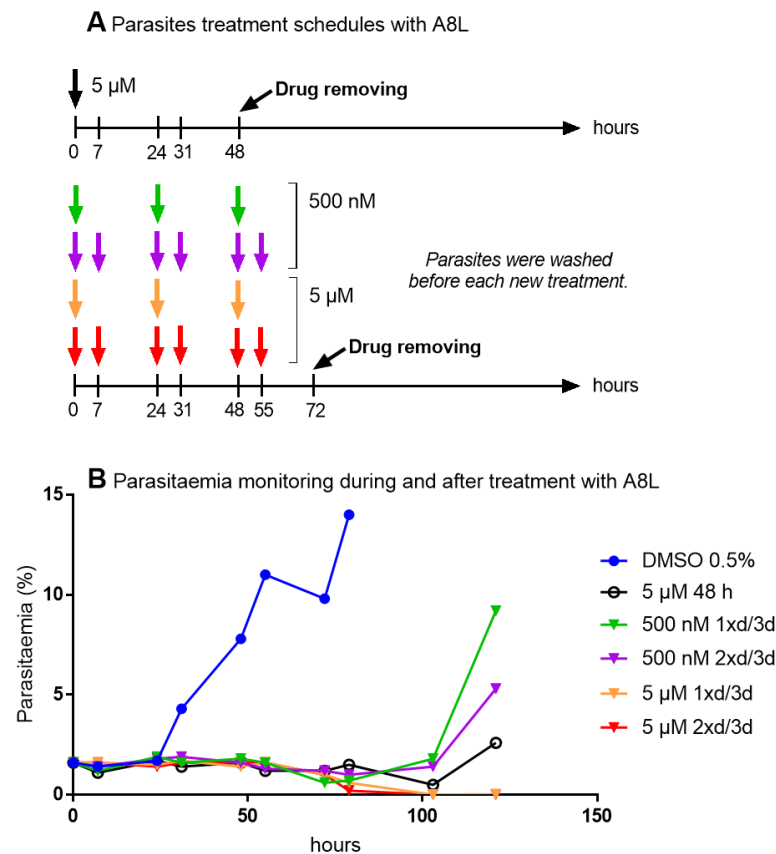 A Parasites treatment schedules with A8L
5 µM
Drug removing
hours
0 7 24 31 48
500 nM
Parasites were washed
before each new treatment.
5 µM
Drug removing
hours
0 7 24 31 48 55 72
B Parasitaemia monitoring during and after treatment with A8L
15
10
5
0
Parasitaemia (%)
0 50 100 150
hours
DMSO 0.5%
5 µM 48 h
500 nM 1xd/3d
500 nM 2xd/3d
5 µM 1xd/3d
5 µM 2xd/3d